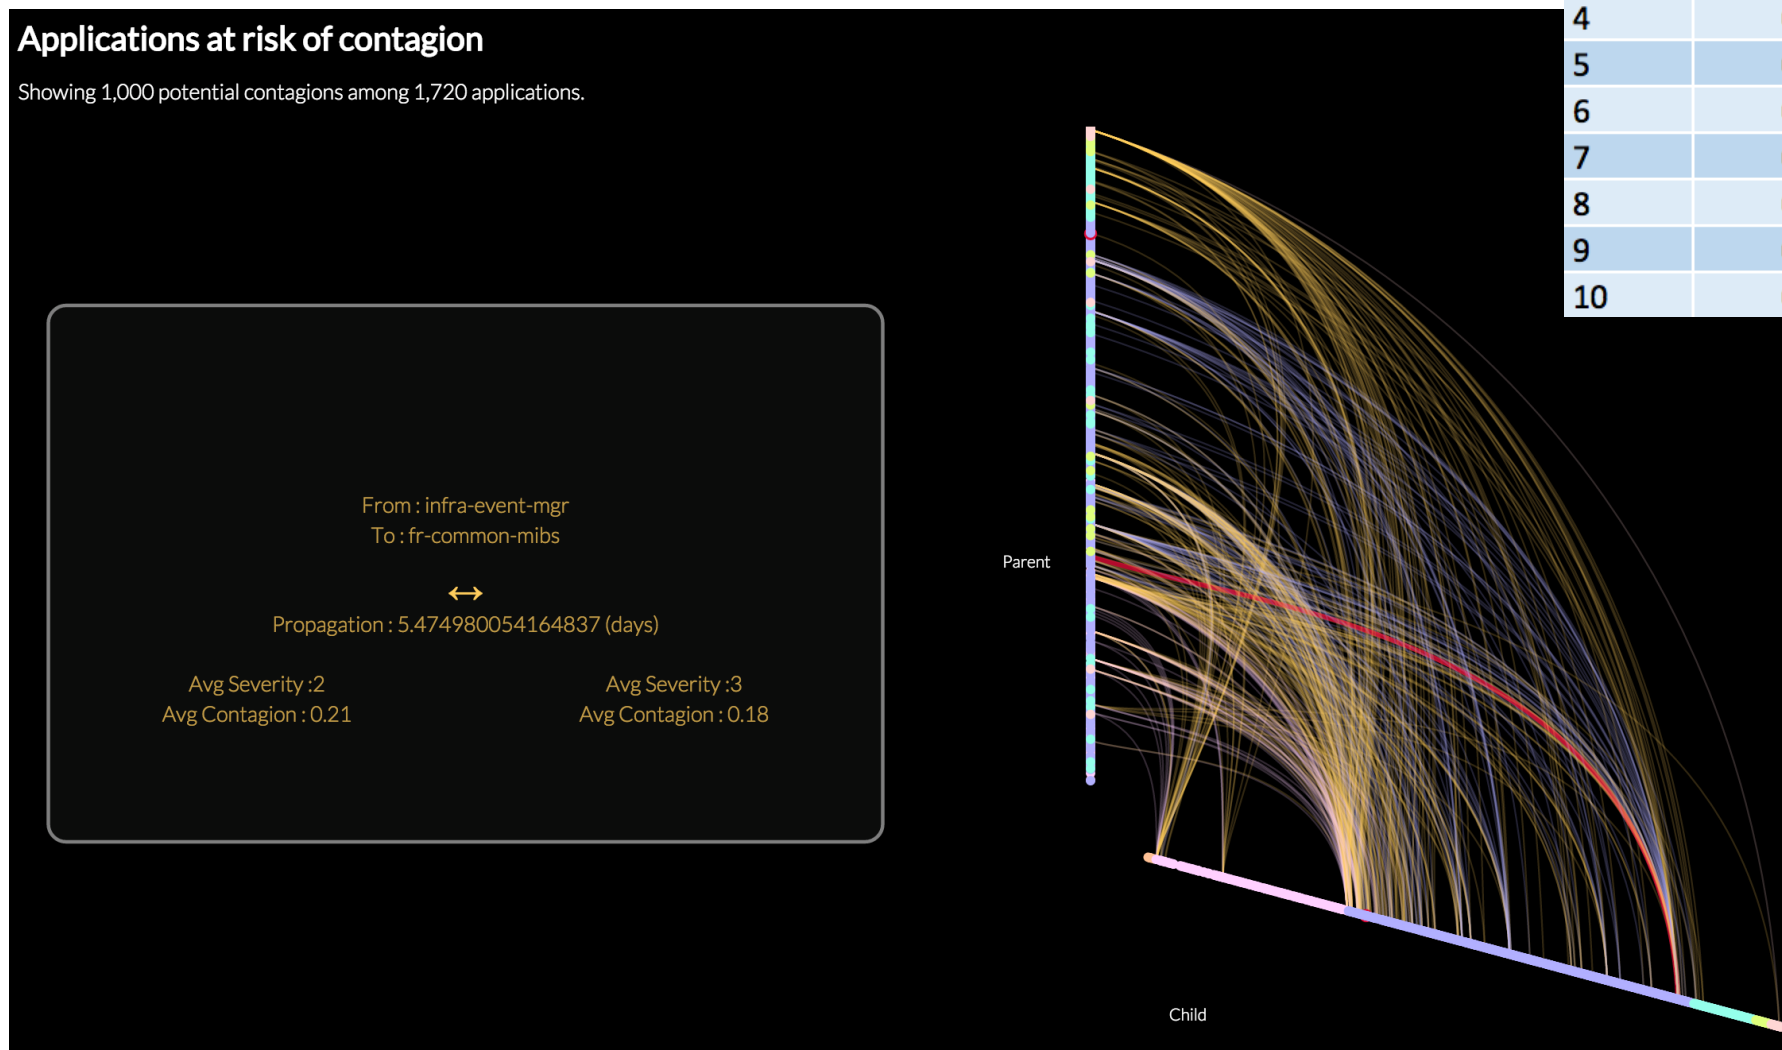 Applications at risk of contagion
Showing 1,000 potential contagions among 1,720 applications.
4
5
6
7
8
9
10
From : infra-event-mgr
To : fr-common-mibs
↔
Propagation : 5.474980054164837 (days)
Avg Severity :2
Avg Contagion : 0.21
Avg Severity :3
Avg Contagion : 0.18
Parent
Child